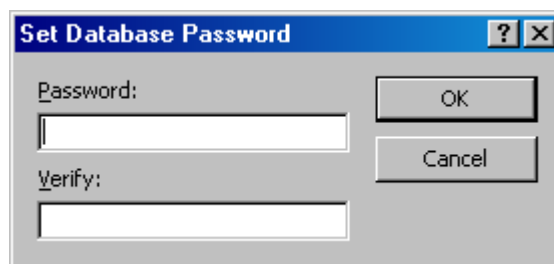 Set Database Password ? X
Password:
OK
Verify:
Cancel